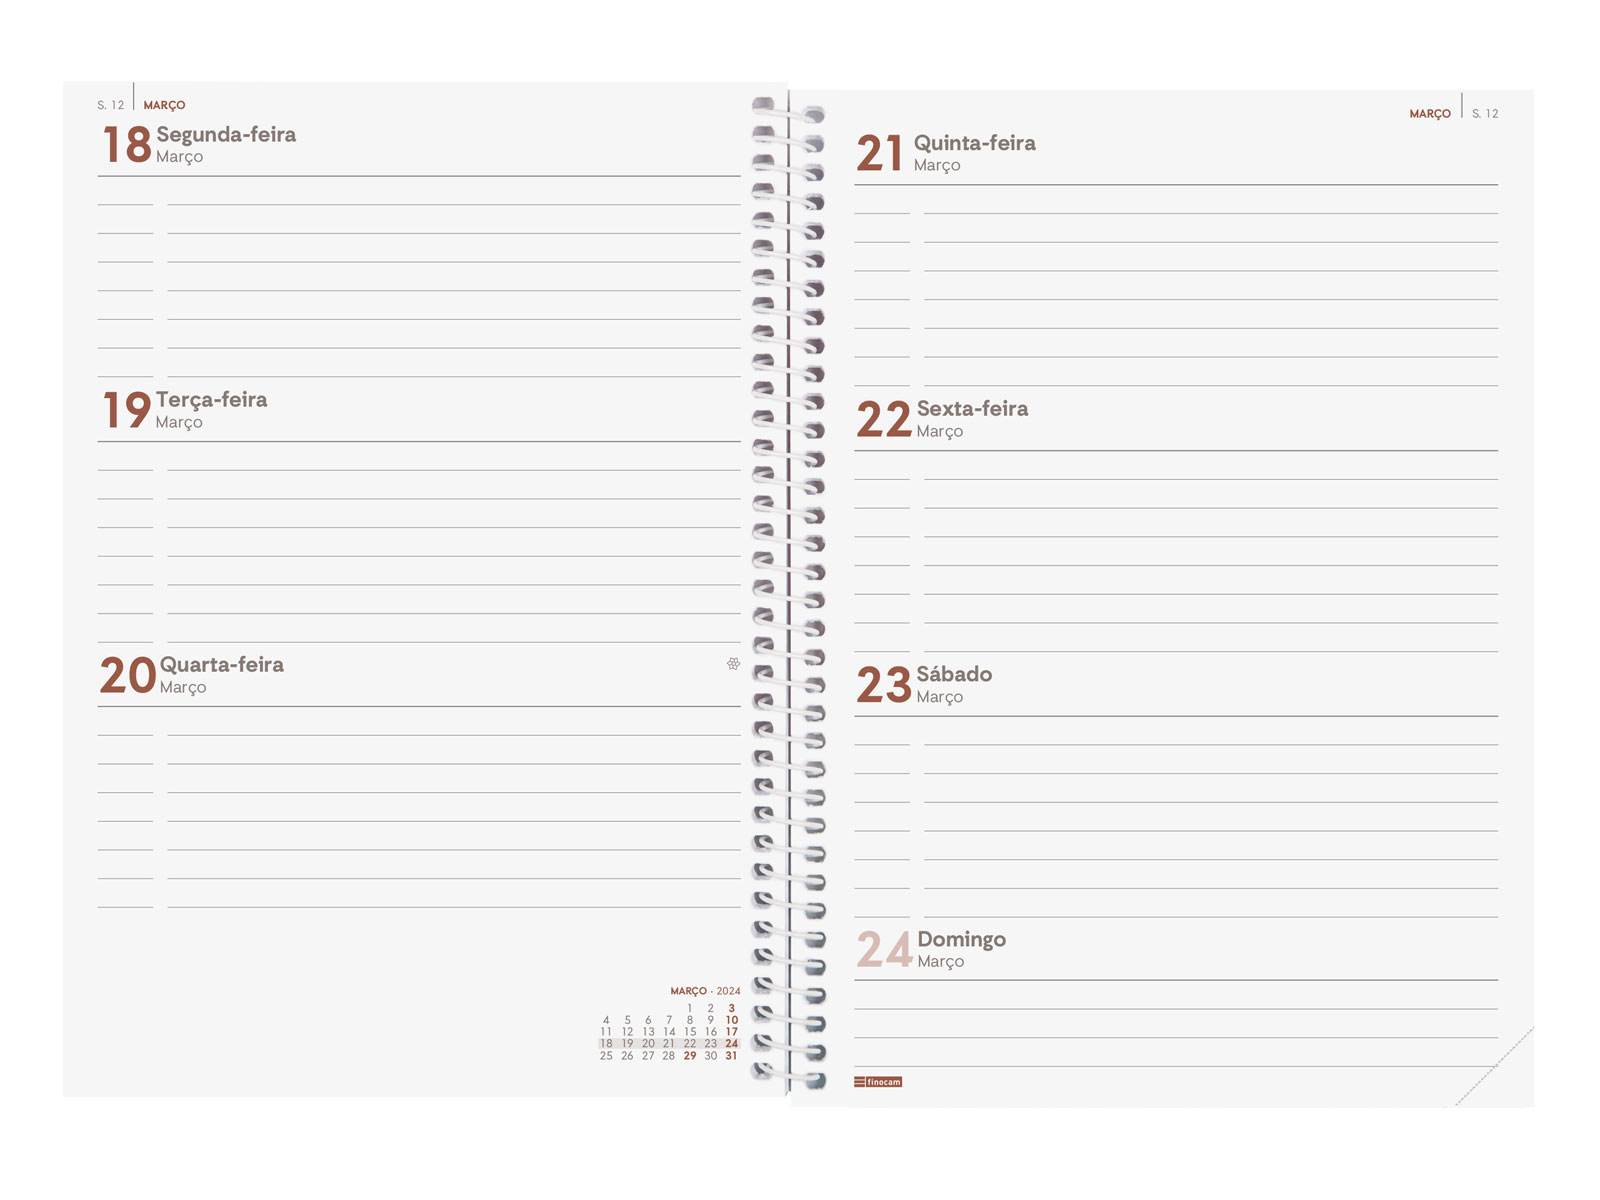 S. 12 MARÇO
18 Segunda-feira
Março
19 Terça-feira
Março
20 Quarta-feira
Março
MARÇO · 2024
1 2 3
4 5 6 7 8 9 10
11 12 13 14 15 16 17
18 19 20 21 22 23 24
25 26 27 28 29 30 31
MARÇO S. 12
21 Quinta-feira
Março
22 Sexta-feira
Março
23 Sábado
Março
24 Domingo
Março
finocam